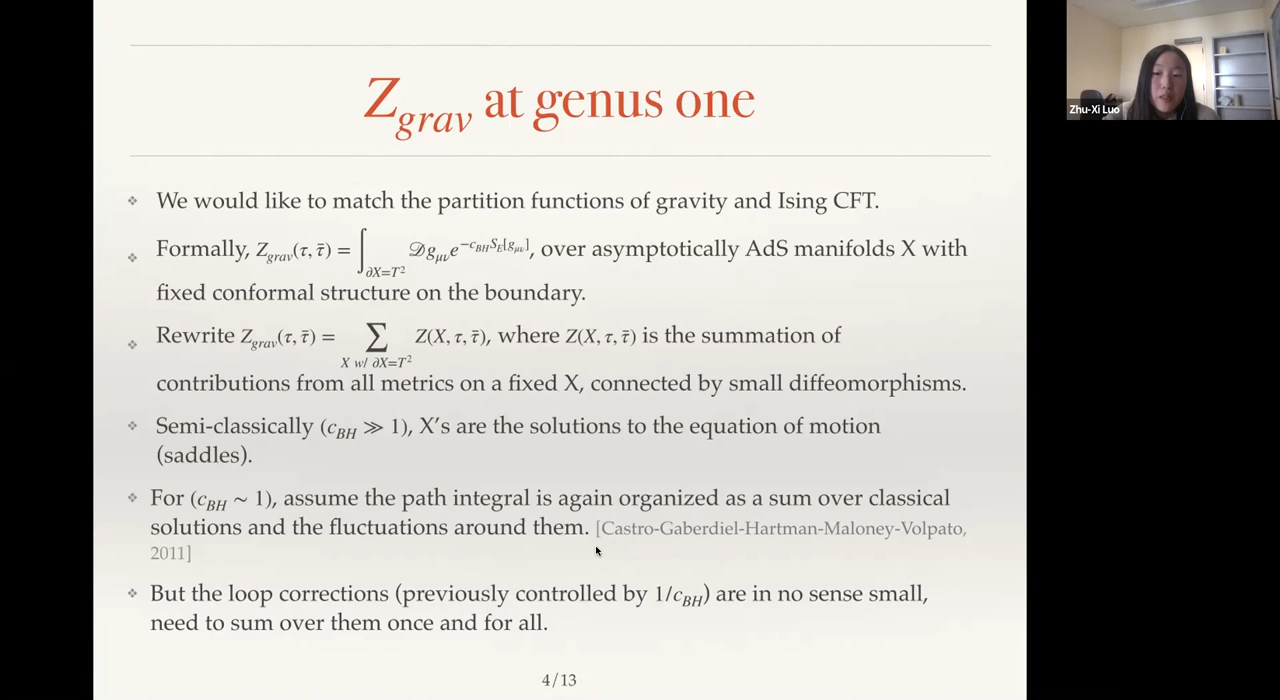 Z_grav at genus one
Zhu-Xi Luo
❖ We would like to match the partition functions of gravity and Ising CFT.
❖ Formally, Z_grav(τ, τ̄) = ∫_{∂X=T²} 𝒟g_μν e^{−c_BH S_E[g_μν]}, over asymptotically AdS manifolds X with
fixed conformal structure on the boundary.
❖ Rewrite Z_grav(τ, τ̄) = ∑_{X w/ ∂X=T²} Z(X, τ, τ̄), where Z(X, τ, τ̄) is the summation of
contributions from all metrics on a fixed X, connected by small diffeomorphisms.
❖ Semi-classically (c_BH ≫ 1), X's are the solutions to the equation of motion
(saddles).
❖ For (c_BH ∼ 1), assume the path integral is again organized as a sum over classical
solutions and the fluctuations around them. [Castro-Gaberdiel-Hartman-Maloney-Volpato,
2011]
❖ But the loop corrections (previously controlled by 1/c_BH) are in no sense small,
need to sum over them once and for all.
4/13